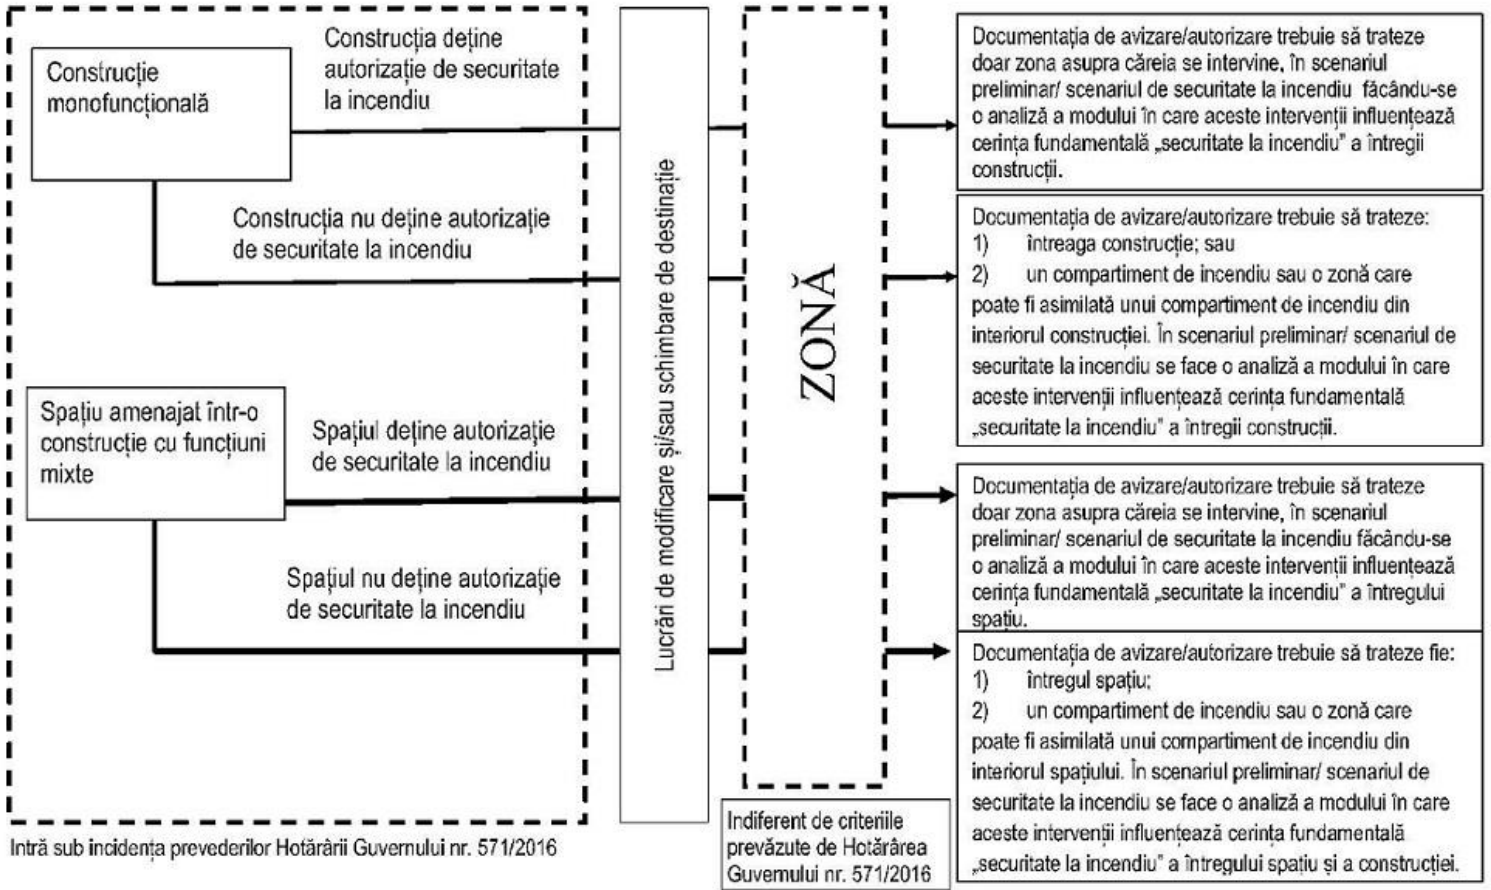 Construcție
monofuncțională
Construcția deține
autorizație de securitate
la incendiu
Construcția nu deține autorizație
de securitate la incendiu
Spațiu amenajat într-o
construcție cu funcțiuni
mixte
Spațiul deține autorizație
de securitate la incendiu
Spațiul nu deține autorizație
de securitate la incendiu
Intră sub incidența prevederilor Hotărârii Guvernului nr. 571/2016
Lucrări de modificare și/sau schimbare de destinație
ZONĂ
Indiferent de criteriile
prevăzute de Hotărârea
Guvernului nr. 571/2016
Documentația de avizare/autorizare trebuie să trateze
doar zona asupra căreia se intervine, în scenariul
preliminar/ scenariul de securitate la incendiu făcându-se
o analiză a modului în care aceste intervenții influențează
cerința fundamentală „securitate la incendiu” a întregii
construcții.
Documentația de avizare/autorizare trebuie să trateze:
1) întreaga construcție; sau
2) un compartiment de incendiu sau o zonă care
poate fi asimilată unui compartiment de incendiu din
interiorul construcției. În scenariul preliminar/ scenariul de
securitate la incendiu se face o analiză a modului în care
aceste intervenții influențează cerința fundamentală
„securitate la incendiu” a întregii construcții.
Documentația de avizare/autorizare trebuie să trateze
doar zona asupra căreia se intervine, în scenariul
preliminar/ scenariul de securitate la incendiu făcându-se
o analiză a modului în care aceste intervenții influențează
cerința fundamentală „securitate la incendiu” a întregului
spațiu.
Documentația de avizare/autorizare trebuie să trateze fie:
1) întregul spațiu;
2) un compartiment de incendiu sau o zonă care
poate fi asimilată unui compartiment de incendiu din
interiorul spațiului. În scenariul preliminar/ scenariul de
securitate la incendiu se face o analiză a modului în care
aceste intervenții influențează cerința fundamentală
„securitate la incendiu” a întregului spațiu și a construcției.